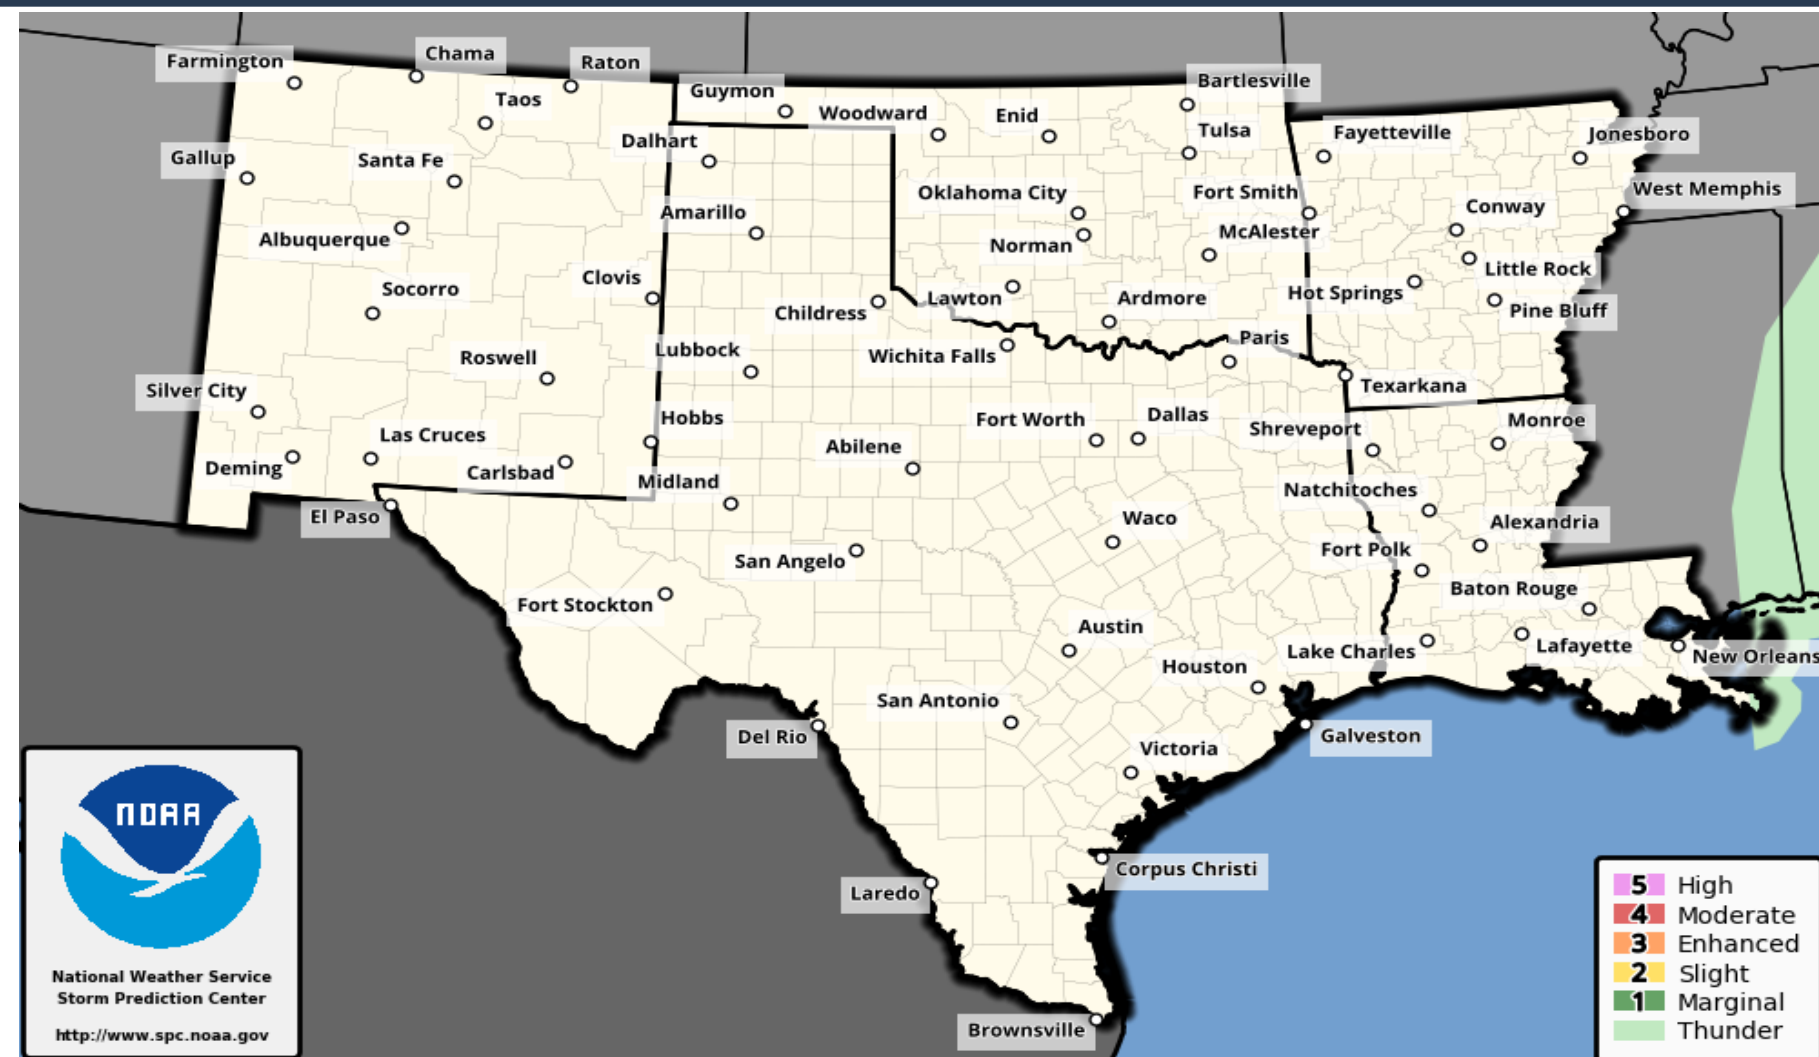 Farmington
Chama
Raton
Taos
Guymon
Woodward
Enid
Bartlesville
Tulsa
Fayetteville
Jonesboro
Gallup
Santa Fe
Dalhart
Oklahoma City
Fort Smith
Conway
West Memphis
Albuquerque
Amarillo
Norman
McAlester
Little Rock
Socorro
Clovis
Childress
Lawton
Ardmore
Hot Springs
Pine Bluff
Roswell
Lubbock
Wichita Falls
Paris
Texarkana
Silver City
Las Cruces
Hobbs
Abilene
Fort Worth
Dallas
Shreveport
Monroe
Deming
Carlsbad
Midland
Natchitoches
El Paso
San Angelo
Waco
Fort Polk
Alexandria
Fort Stockton
Austin
Baton Rouge
Houston
Lake Charles
Lafayette
New Orleans
San Antonio
Del Rio
Victoria
Galveston
Laredo
Corpus Christi
Brownsville
NOAA
National Weather Service
Storm Prediction Center
http://www.spc.noaa.gov
5 High
4 Moderate
3 Enhanced
2 Slight
1 Marginal
Thunder